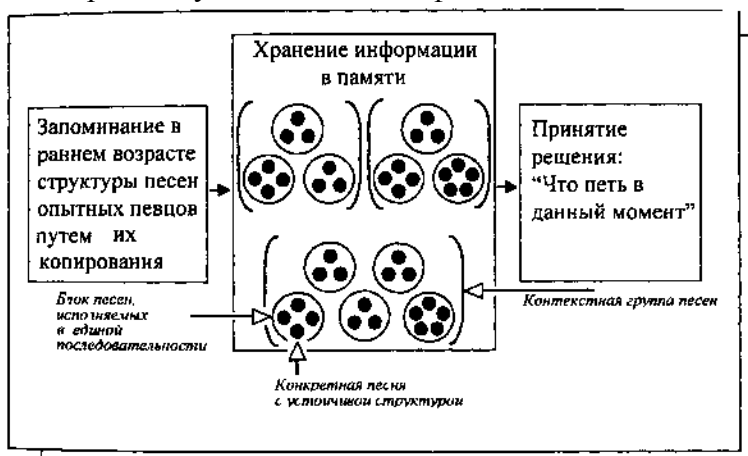 Хранение информации
в памяти
Запоминание в
раннем возрасте
структуры песен
опытных певцов
путем их
копирования
Принятие
решения:
“Что петь в
данный момент”
Блок песен,
исполняемых
в единой
последовательности
Контекстная группа песен
Конкретная песня
с устойчивой структурой